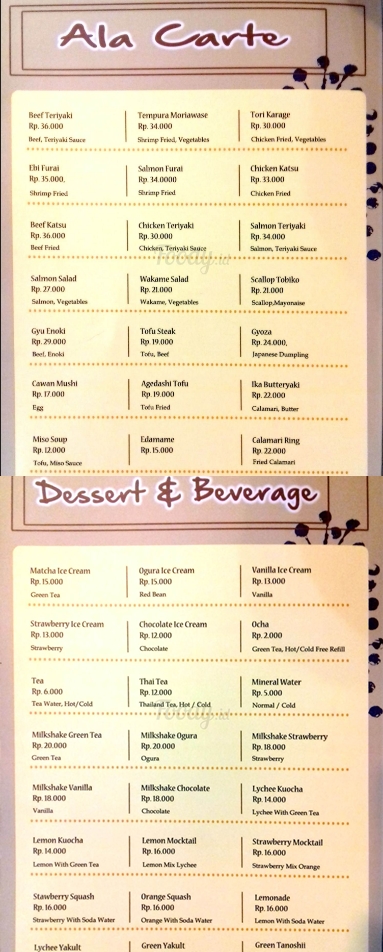 Ala Carte
Beef Teriyaki
Rp. 36.000
Beef, Teriyaki Sauce
Tempura Moriawase
Rp. 34.000
Shrimp Fried, Vegetables
Tori Karage
Rp. 30.000
Chicken Fried, Vegetables
Ebi Furai
Rp. 35.000,
Shrimp Fried
Salmon Furai
Rp. 34.0000
Shrimp Fried
Chicken Katsu
Rp. 33.000
Chicken Fried
Beef Katsu
Rp. 36.000
Beef Fried
Chicken Teriyaki
Rp. 30.000
Chicken, Teriyaki Sauce
Salmon Teriyaki
Rp. 34.000
Salmon, Teriyaki Sauce
Salmon Salad
Rp. 27.000
Salmon, Vegetables
Wakame Salad
Rp. 21.000
Wakame, Vegetables
Scallop Tobiko
Rp. 21.000
Scallop,Mayonaise
Gyu Enoki
Rp. 29.000
Beef, Enoki
Tofu Steak
Rp. 19.000
Tofu, Beef
Gyoza
Rp. 24.000,
Japanese Dumpling
Cawan Mushi
Rp. 17.000
Egg
Agedashi Tofu
Rp. 19.000
Tofu Fried
Ika Butteryaki
Rp. 22.000
Calamari, Butter
Miso Soup
Rp. 12.000
Tofu, Miso Sauce
Edamame
Rp. 15.000
Calamari Ring
Rp. 22.000
Fried Calamari
Dessert & Beverage
Matcha Ice Cream
Rp. 15.000
Green Tea
Ogura Ice Cream
Rp. 15.000
Red Bean
Vanilla Ice Cream
Rp. 13.000
Vanilla
Strawberry Ice Cream
Rp. 13.000
Strawberry
Chocolate Ice Cream
Rp. 12.000
Chocolate
Ocha
Rp. 2.000
Green Tea, Hot/Cold Free Refill
Tea
Rp. 6.000
Tea Water, Hot/Cold
Thai Tea
Rp. 12.000
Thailand Tea, Hot / Cold
Mineral Water
Rp. 5.000
Normal / Cold
Milkshake Green Tea
Rp. 20.000
Green Tea
Milkshake Ogura
Rp. 20.000
Ogura
Milkshake Strawberry
Rp. 18.000
Strawberry
Milkshake Vanilla
Rp. 18.000
Vanilla
Milkshake Chocolate
Rp. 18.000
Chocolate
Lychee Kuocha
Rp. 14.000
Lychee With Green Tea
Lemon Kuocha
Rp. 14.000
Lemon With Green Tea
Lemon Mocktail
Rp. 16.000
Lemon Mix Lychee
Strawberry Mocktail
Rp. 16.000
Strawberry Mix Orange
Stawberry Squash
Rp. 16.000
Strawberry With Soda Water
Orange Squash
Rp. 16.000
Orange With Soda Water
Lemonade
Rp. 16.000
Lemon With Soda Water
Lychee Yakult
Green Yakult
Green Tanoshii